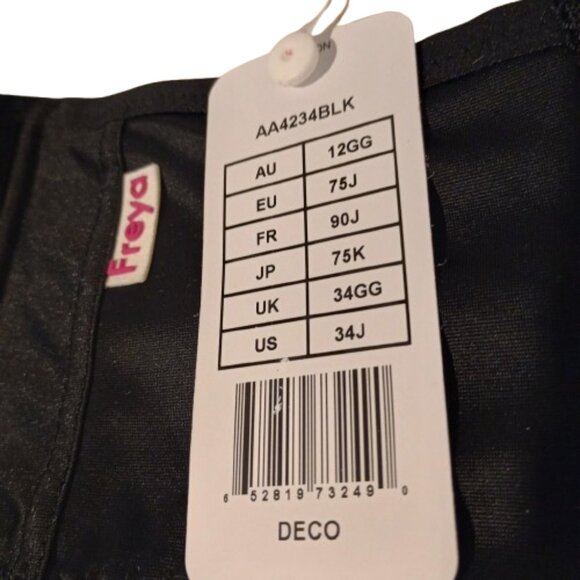 ON
AA4234BLK
AU 12GG
EU 75J
FR 90J
JP 75K
UK 34GG
US 34J
6 52819 73249 0
DECO
Freya